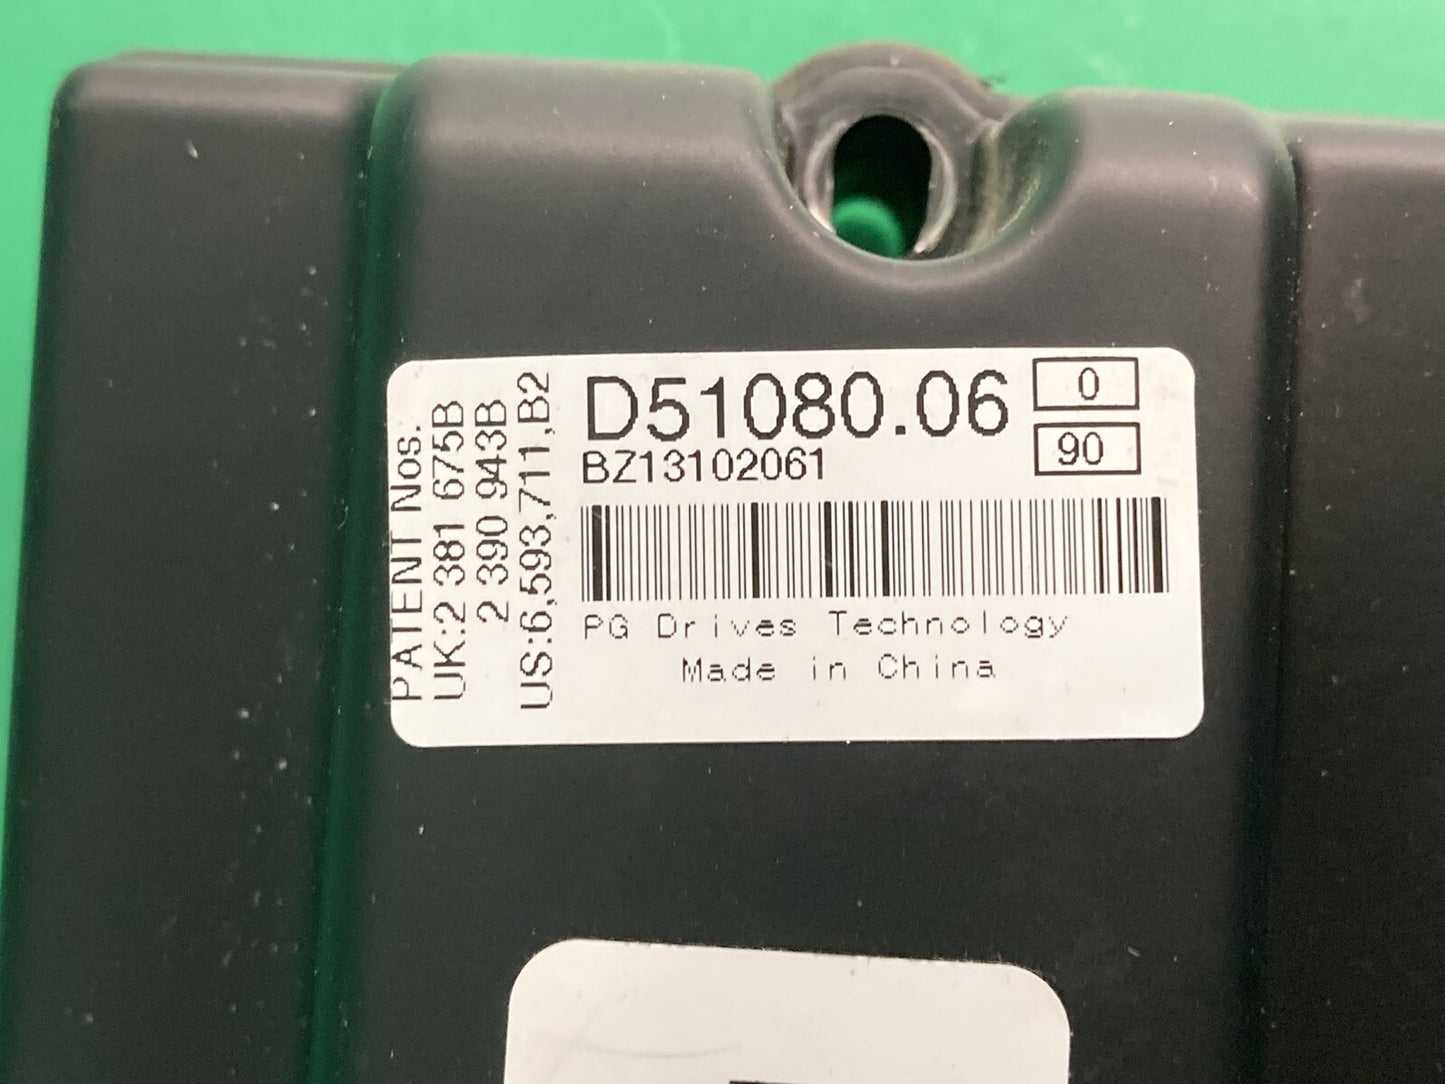 PATENT Nos.
UK:2 381 675B
2 390 943B
US:6,593,711,B2
D51080.06
0
90
BZ13102061
PG Drives Technology
Made in China